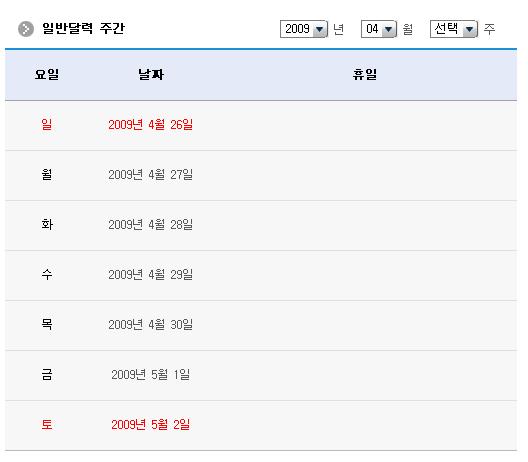 일반달력 주간 2009 년 04 월 선택 주
요일 날짜 휴일
일 2009년 4월 26일
월 2009년 4월 27일
화 2009년 4월 28일
수 2009년 4월 29일
목 2009년 4월 30일
금 2009년 5월 1일
토 2009년 5월 2일